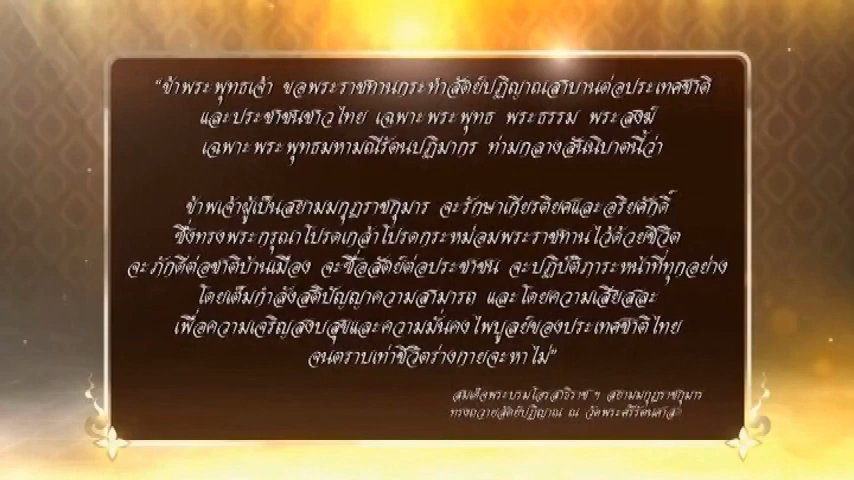 “ข้าพระพุทธเจ้า ขอพระราชทานกระทำสัตย์ปฏิญาณสาบานต่อประเทศชาติ
และประชาชนชาวไทย เฉพาะพระพุทธ พระธรรม พระสงฆ์
เฉพาะพระพุทธมหามณีรัตนปฏิมากร ท่ามกลางสันนิบาตนี้ว่า
ข้าพเจ้าผู้เป็นสยามมกุฎราชกุมาร จะรักษาเกียรติยศและอริยศักดิ์
ซึ่งทรงพระกรุณาโปรดเกล้าโปรดกระหม่อมพระราชทานไว้ด้วยชีวิต
จะภักดีต่อชาติบ้านเมือง จะซื่อสัตย์ต่อประชาชน จะปฏิบัติภาระหน้าที่ทุกอย่าง
โดยเต็มกำลังสติปัญญาความสามารถ และโดยความเสียสละ
เพื่อความเจริญสงบสุขและความมั่นคงไพบูลย์ของประเทศชาติไทย
จนตราบเท่าชีวิตร่างกายจะหาไม่”
สมเด็จพระบรมโอรสาธิราช ฯ สยามมกุฎราชกุมาร
ทรงถวายสัตย์ปฏิญาณ ณ วัดพระศรีรัตนศาส